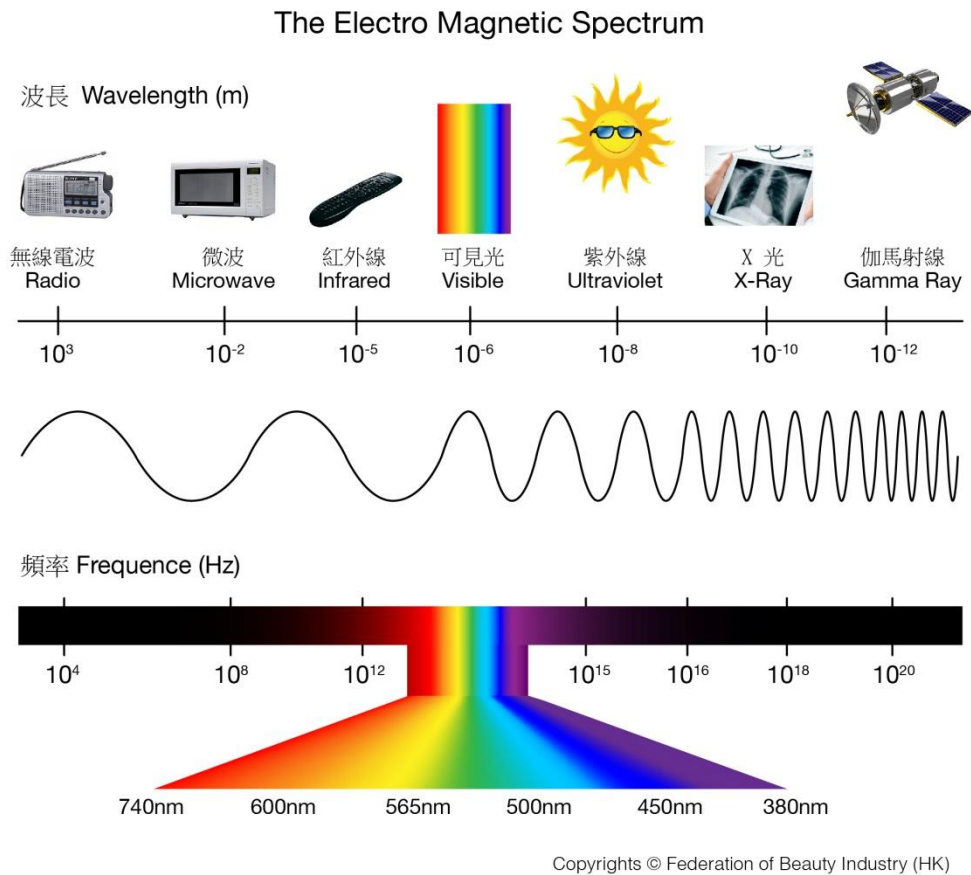 The Electro Magnetic Spectrum
波長 Wavelength (m)
無線電波 微波 紅外線 可見光 紫外線 X 光 伽馬射線
Radio Microwave Infrared Visible Ultraviolet X-Ray Gamma Ray
10³ 10⁻² 10⁻⁵ 10⁻⁶ 10⁻⁸ 10⁻¹⁰ 10⁻¹²
頻率 Frequence (Hz)
10⁴ 10⁸ 10¹² 10¹⁵ 10¹⁶ 10¹⁸ 10²⁰
740nm 600nm 565nm 500nm 450nm 380nm
Copyrights © Federation of Beauty Industry (HK)